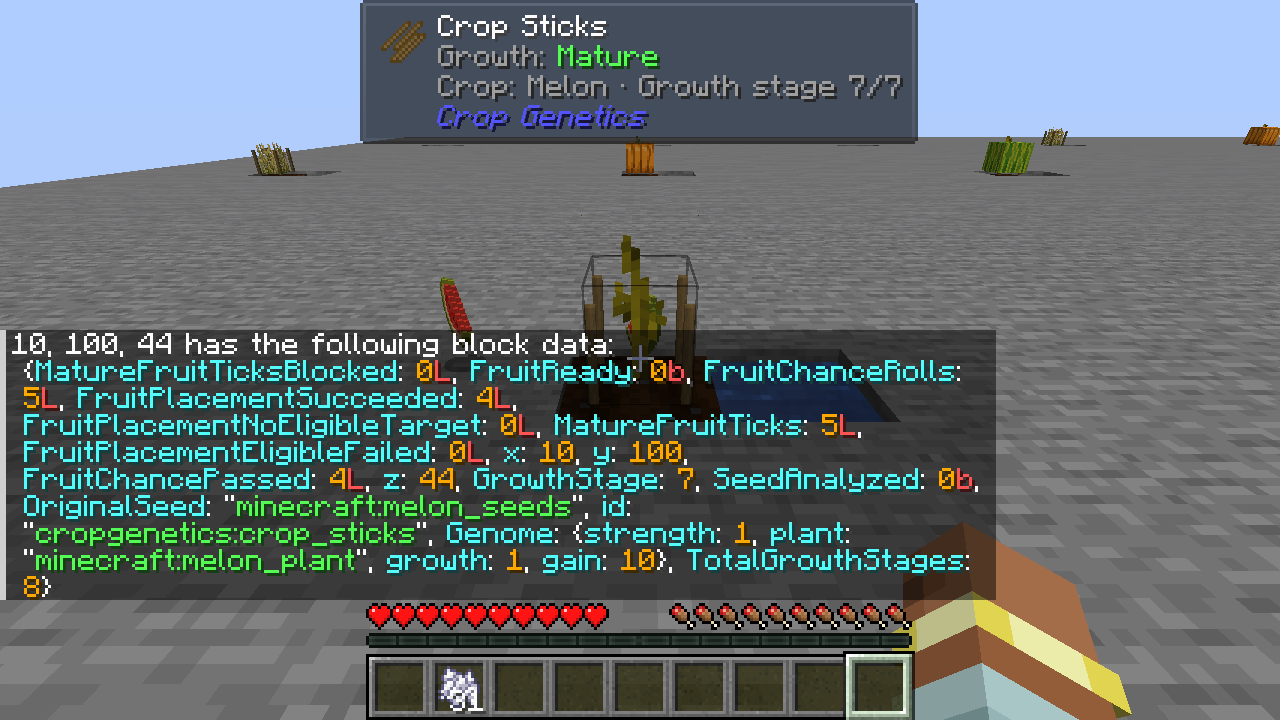 Crop Sticks
Growth: Mature
Crop: Melon · Growth stage 7/7
Crop Genetics
10, 100, 44 has the following block data:
{MatureFruitTicksBlocked: 0L, FruitReady: 0b, FruitChanceRolls:
5L, FruitPlacementSucceeded: 4L,
FruitPlacementNoEligibleTarget: 0L, MatureFruitTicks: 5L,
FruitPlacementEligibleFailed: 0L, x: 10, y: 100,
FruitChancePassed: 4L, z: 44, GrowthStage: 7, SeedAnalyzed: 0b,
OriginalSeed: "minecraft:melon_seeds", id:
"cropgenetics:crop_sticks", Genome: {strength: 1, plant:
"minecraft:melon_plant", growth: 1, gain: 10}, TotalGrowthStages:
8}